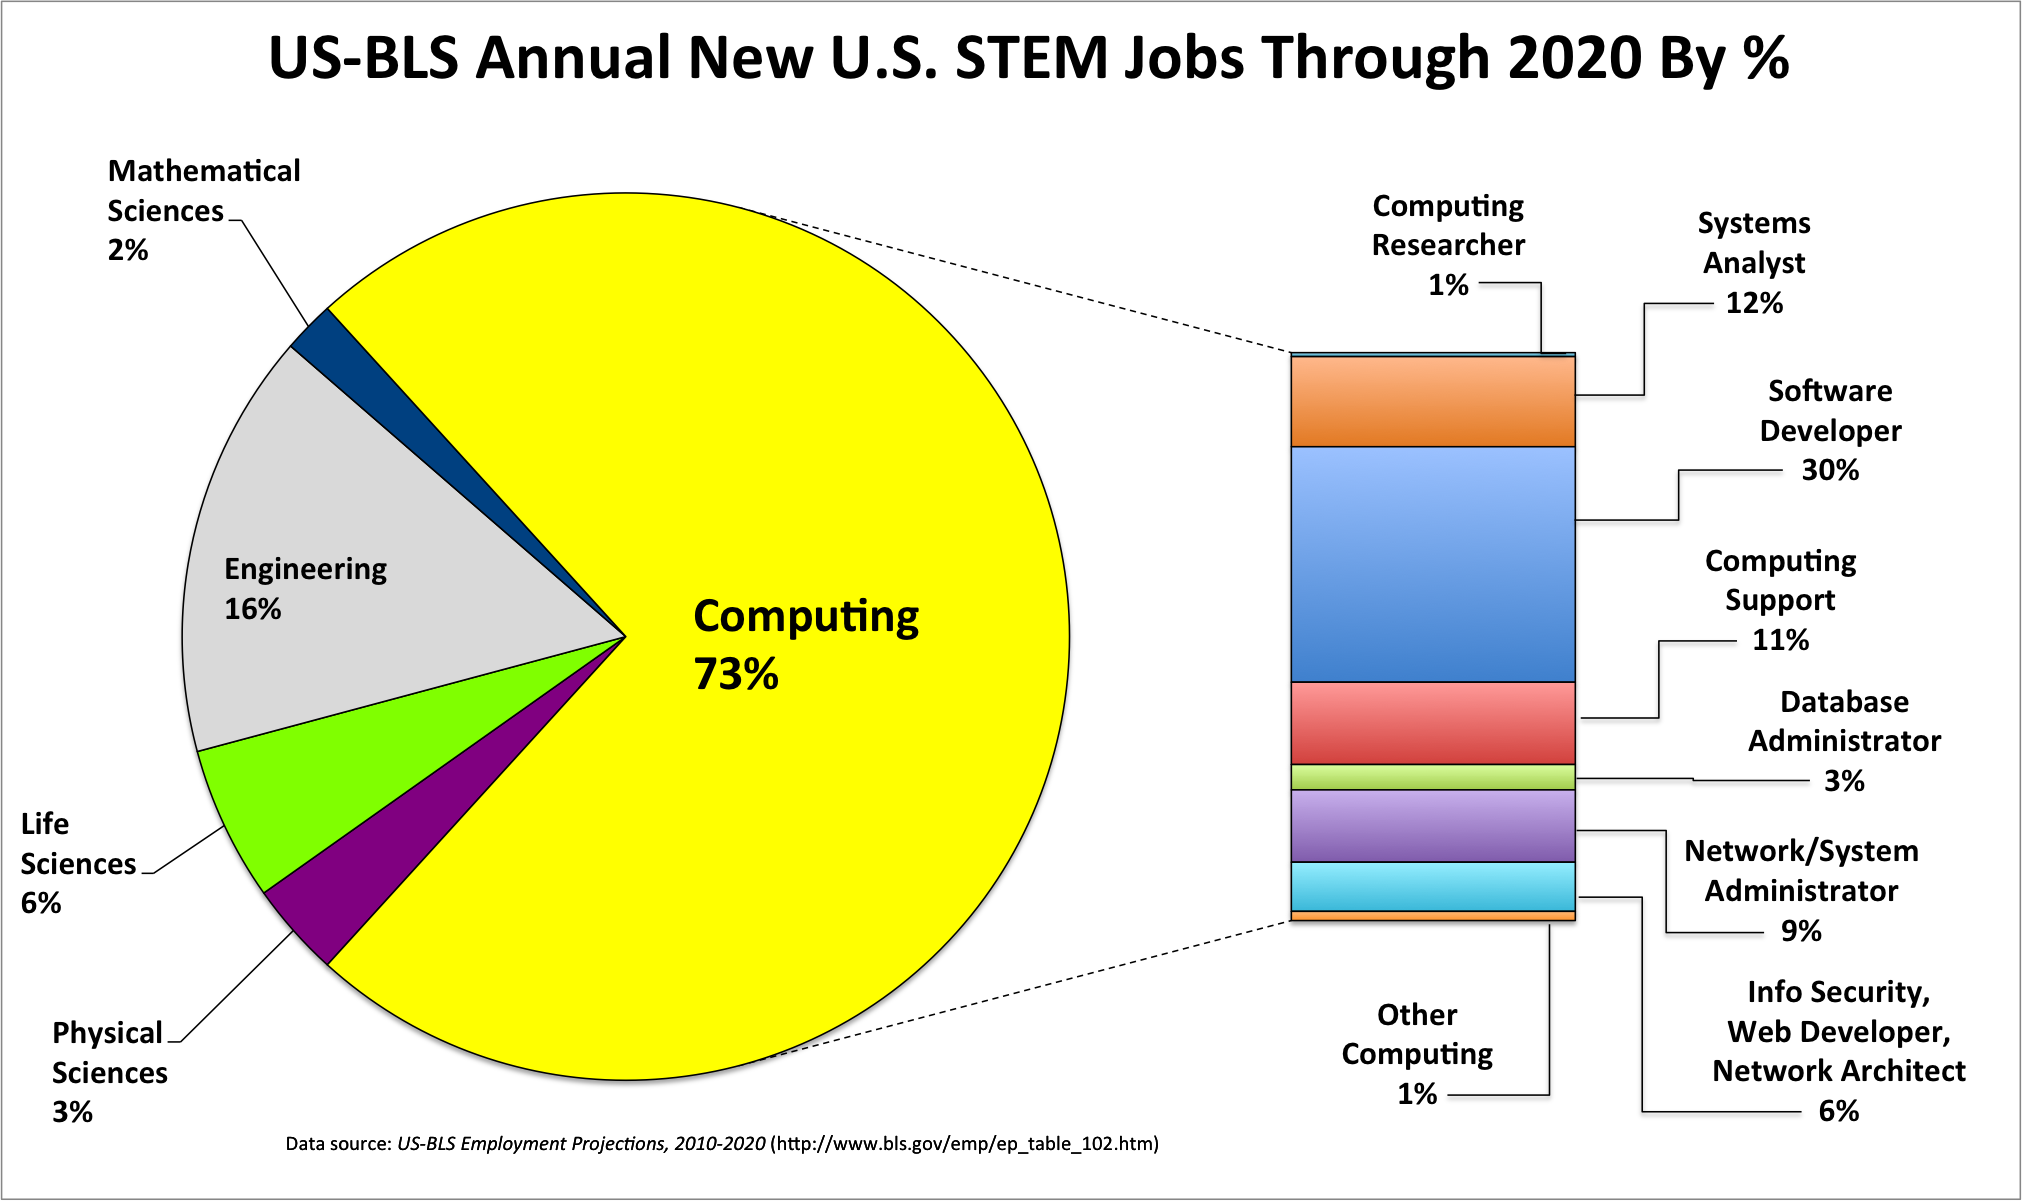 US-BLS Annual New U.S. STEM Jobs Through 2020 By %
Mathematical
Sciences
2%
Engineering
16%
Life
Sciences
6%
Physical
Sciences
3%
Computing
73%
Computing
Researcher
1%
Systems
Analyst
12%
Software
Developer
30%
Computing
Support
11%
Database
Administrator
3%
Network/System
Administrator
9%
Info Security,
Web Developer,
Network Architect
6%
Other
Computing
1%
Data source: US-BLS Employment Projections, 2010-2020 (http://www.bls.gov/emp/ep_table_102.htm)